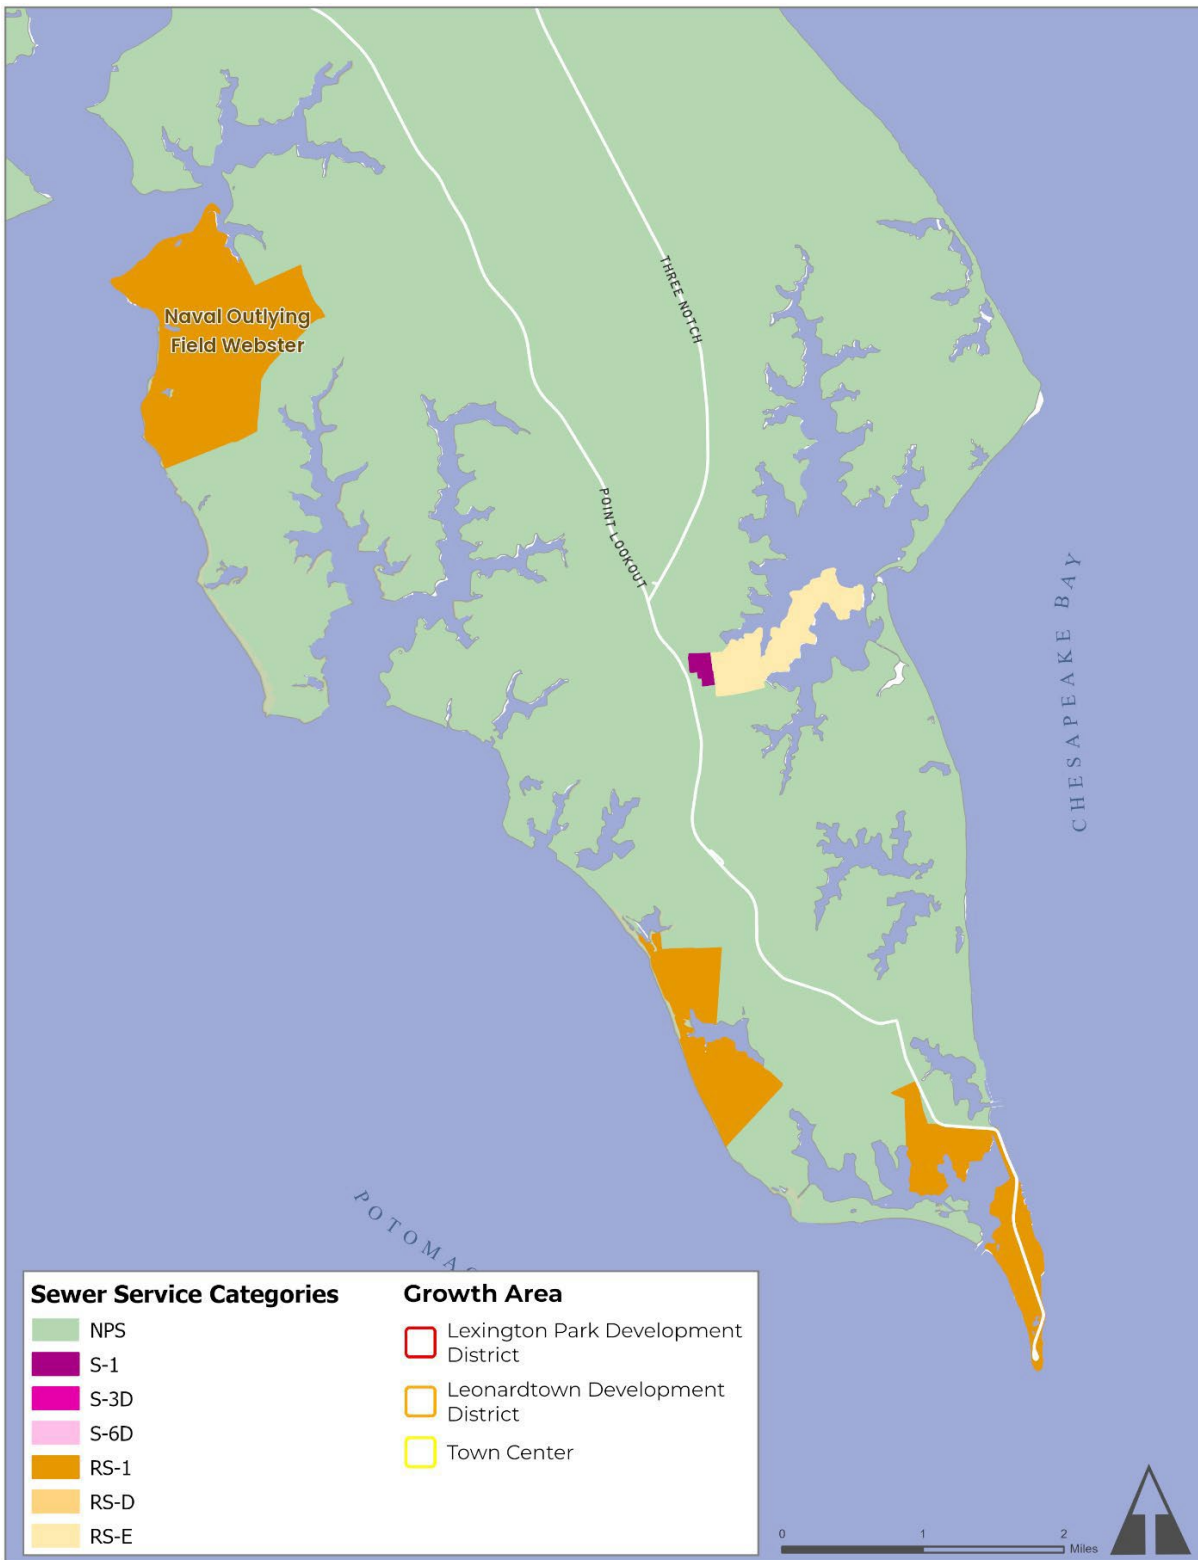 THREE NOTCH
Naval Outlying
Field Webster
POINT LOOKOUT
CHESAPEAKE BAY
POTOMAC
Sewer Service Categories
NPS
S-1
S-3D
S-6D
RS-1
RS-D
RS-E
Growth Area
Lexington Park Development
District
Leonardtown Development
District
Town Center
0 1 2
Miles